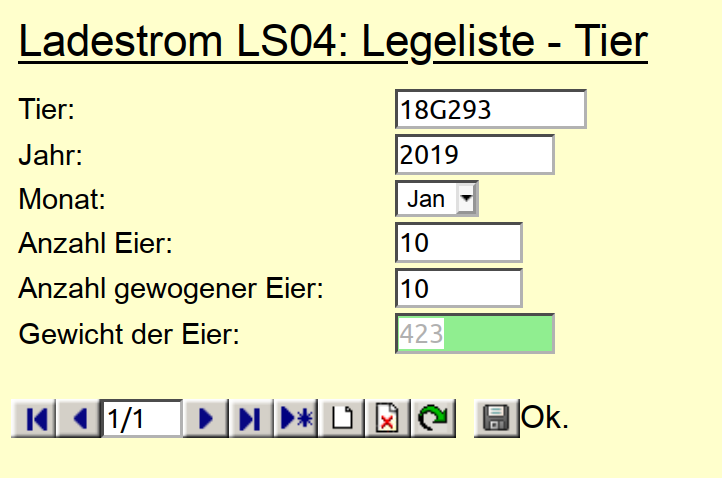 Ladestrom LS04: Legeliste - Tier
Tier: 18G293
Jahr: 2019
Monat: Jan
Anzahl Eier: 10
Anzahl gewogener Eier: 10
Gewicht der Eier: 423
1/1 Ok.